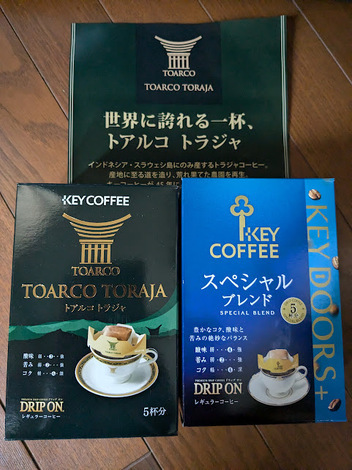 TOARCO
TOARCO TORAJA
世界に誇れる一杯、
トアルコ トラジャ
インドネシア・スラウェシ島にのみ産するトラジャコーヒー。
産地に至る道を造り、荒れ果てた農園を再生。
KEY COFFEE
TOARCO
TOARCO TORAJA
トアルコ トラジャ
酸味
苦み
コク
DRIP ON
レギュラーコーヒー
5杯分
KEY
COFFEE
スペシャル
ブレンド
SPECIAL BLEND
5
豊かなコク、酸味と
苦みの絶妙なバランス
酸味
苦み
コク
DRIP ON
レギュラーコーヒー
KEY DOORS+